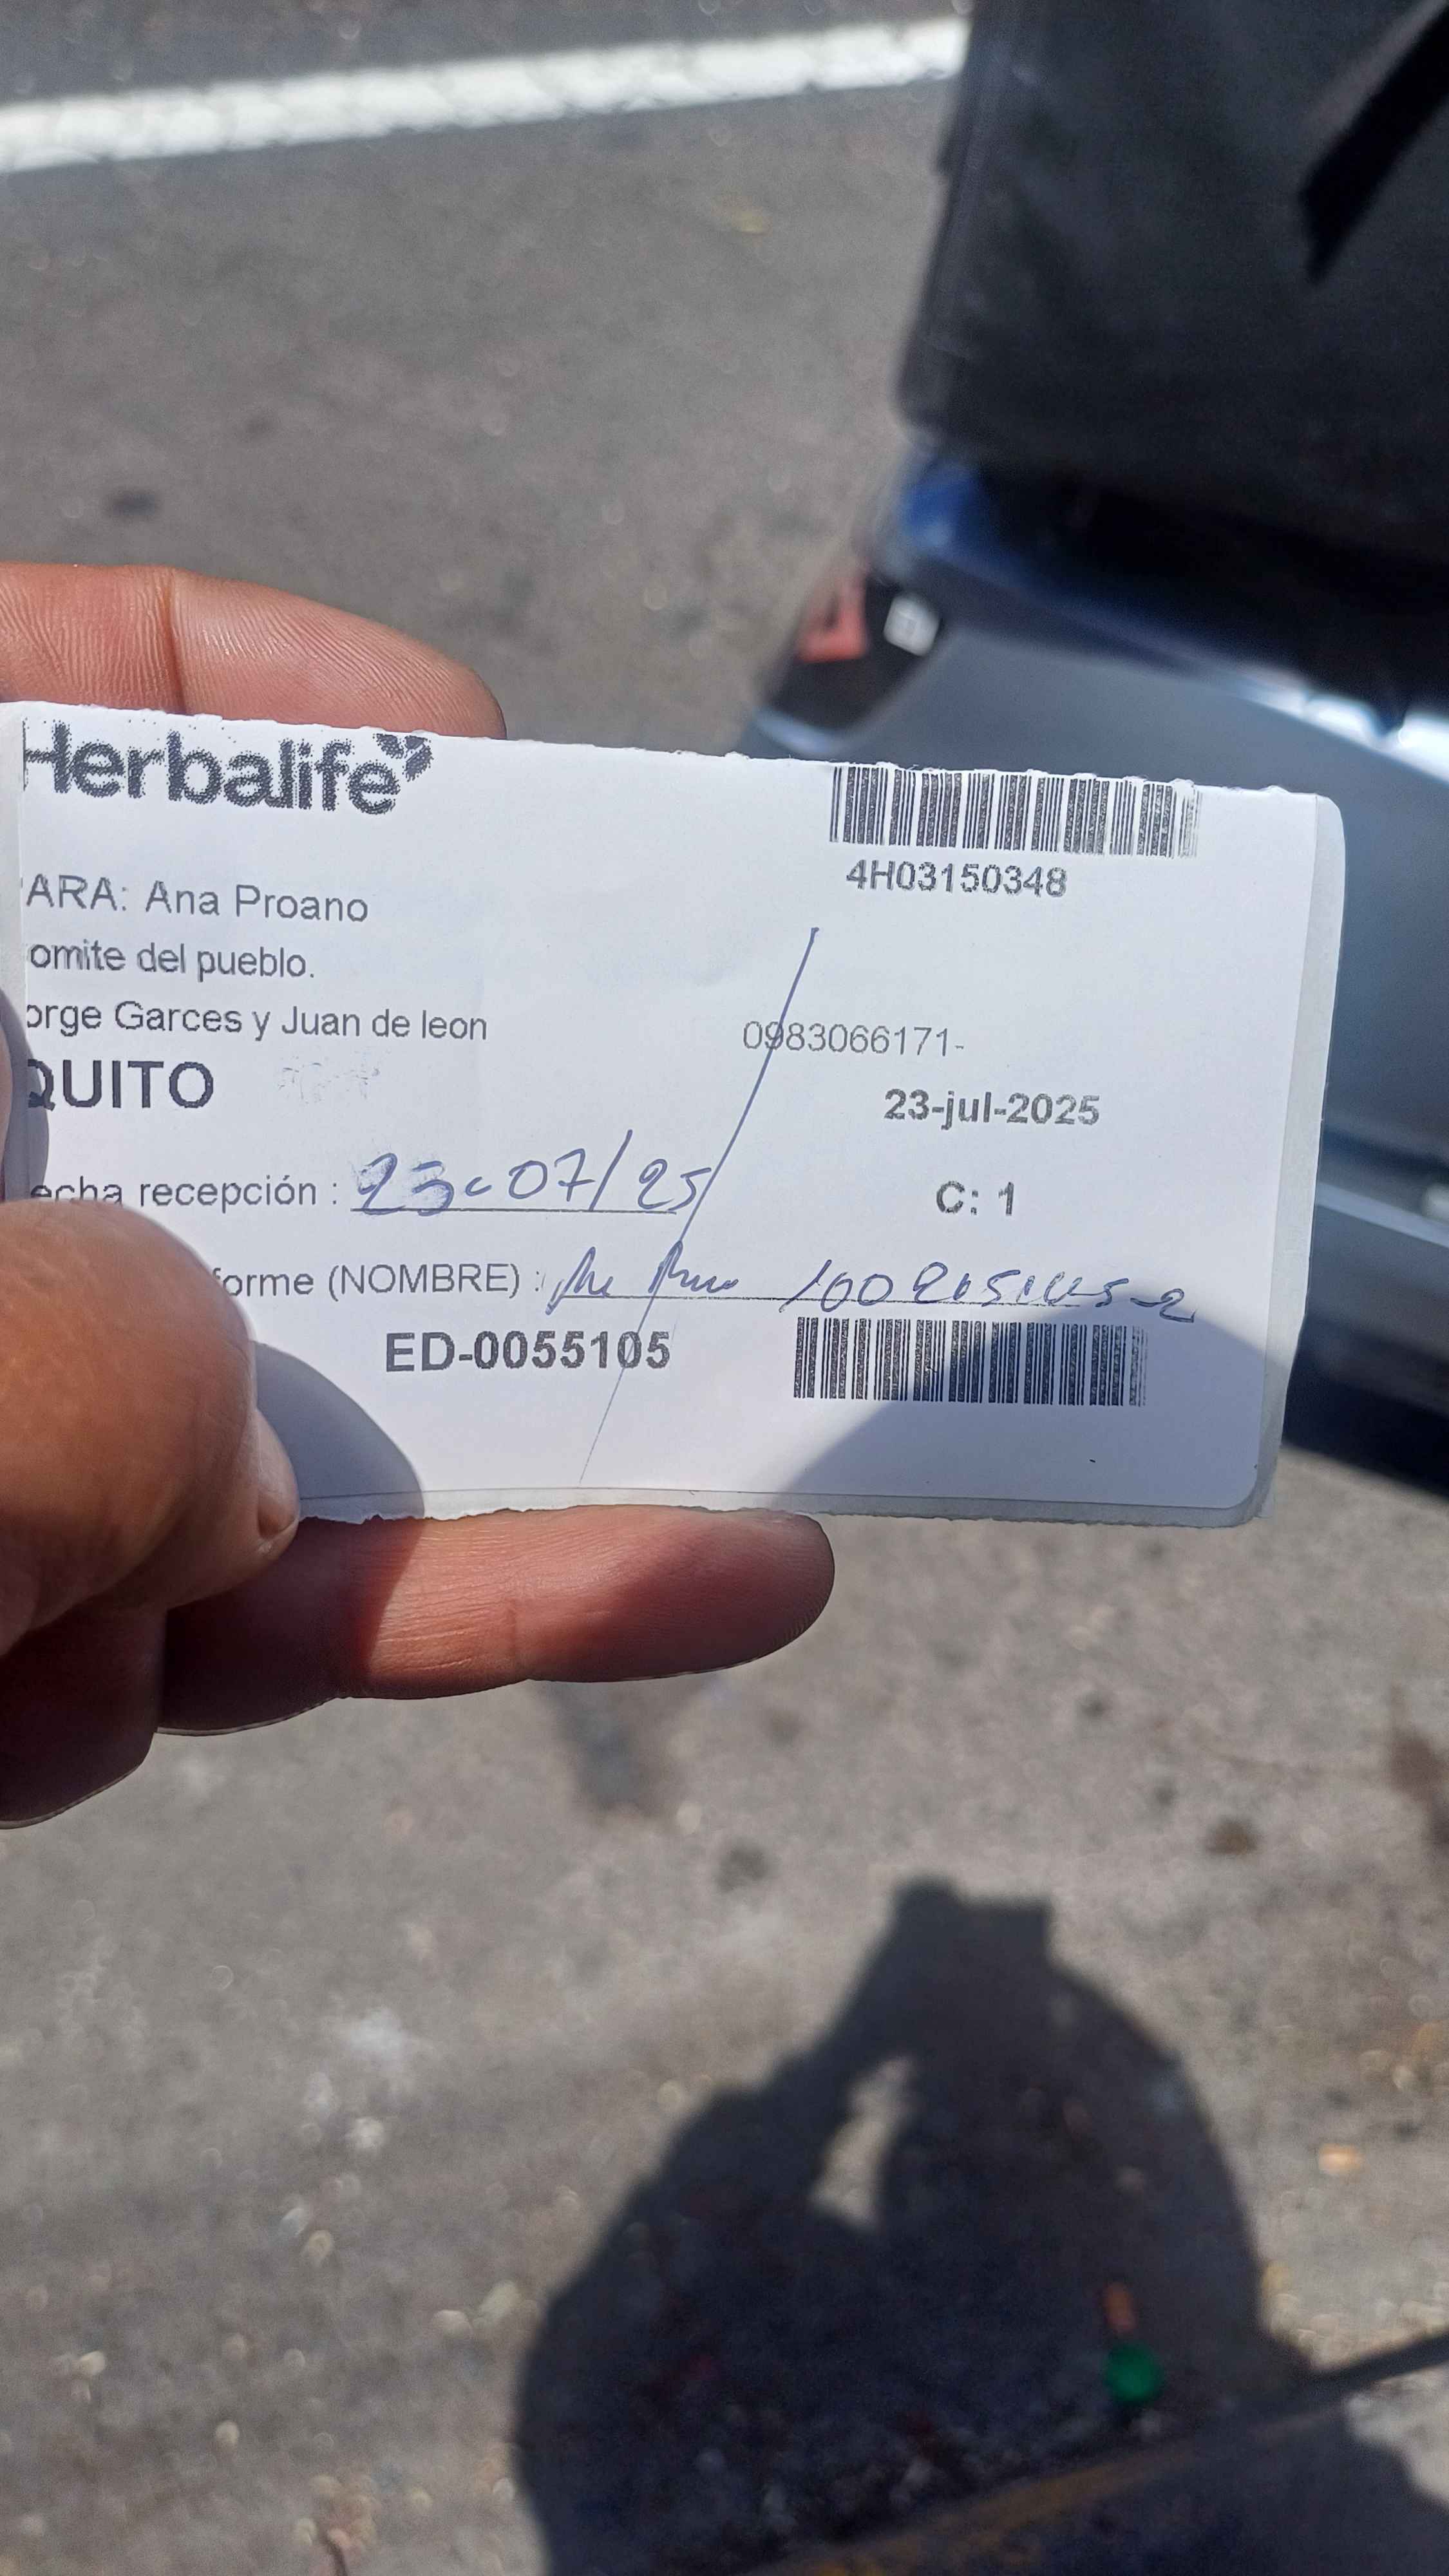 Herbalife
4H03150348
ARA: Ana Proano
omite del pueblo.
orge Garces y Juan de leon
0983066171-
QUITO
23-jul-2025
echa recepción : 23-07/25
C: 1
forme (NOMBRE) :
ED-0055105